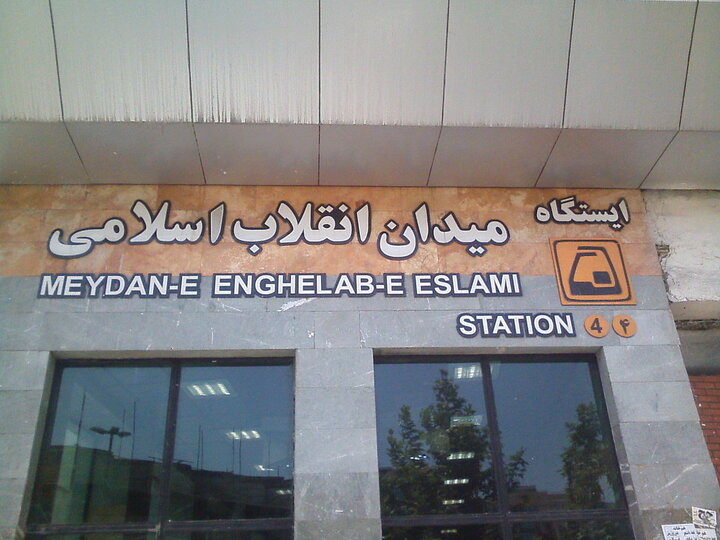 ایستگاه
میدان انقلاب اسلامی
MEYDAN-E ENGHELAB-E ESLAMI
STATION 4 ۴